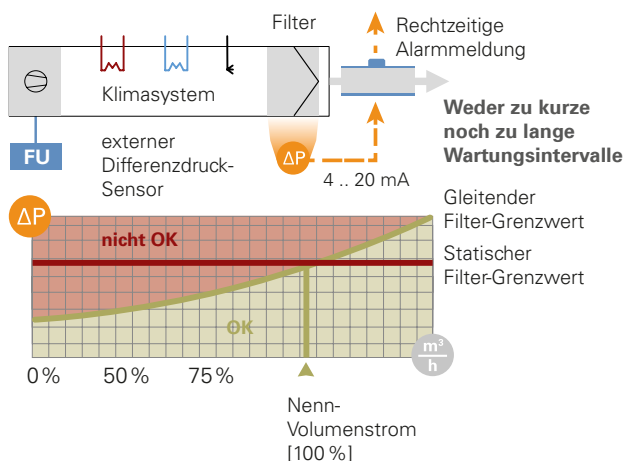 Filter
Rechtzeitige
Alarmmeldung
Klimasystem
Weder zu kurze
noch zu lange
Wartungsintervalle
FU
externer
Differenzdruck-
Sensor
ΔP
4 .. 20 mA
ΔP
Gleitender
Filter-Grenzwert
nicht OK
Statischer
Filter-Grenzwert
OK
m³
h
0 %
50 %
75 %
Nenn-
Volumenstrom
[100 %]